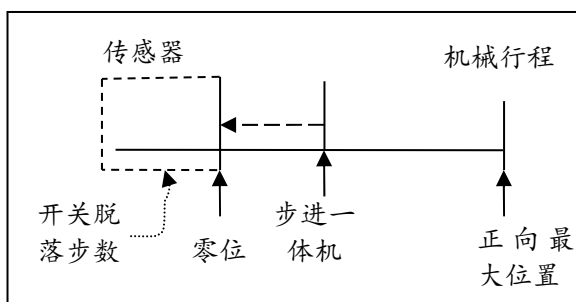 传感器
机械行程
开关脱
落步数
零位
步进一
体机
正向最
大位置